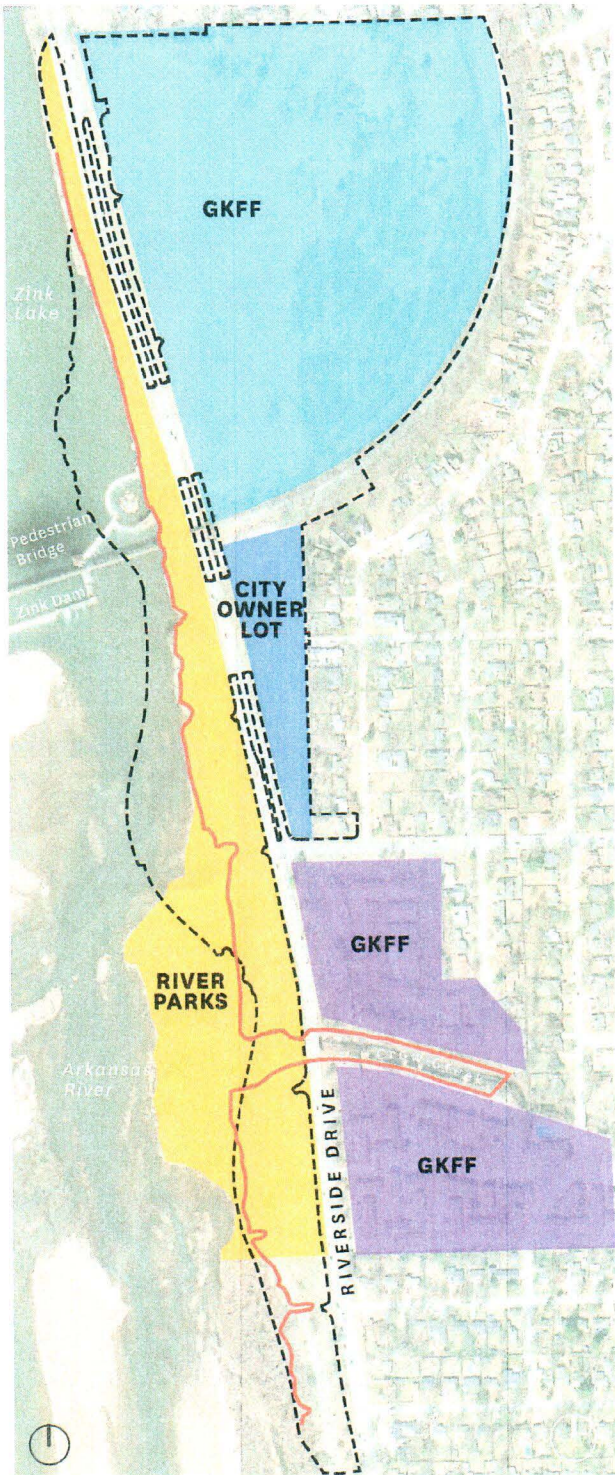 GKFF
Zink
Lake
Pedestrian
Bridge
Zink Dam
CITY
OWNER
LOT
GKFF
RIVER
PARKS
Arkansas
River
RIVERSIDE DRIVE
GKFF